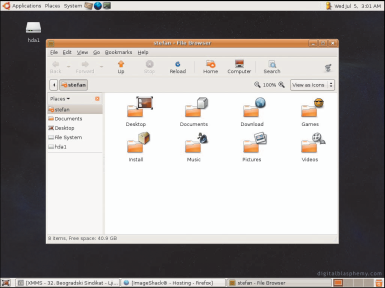 Applications Places System
Wed Jul 5, 3:01 AM
hda1
stefan - File Browser
File Edit View Go Bookmarks Help
Back Forward Up Stop Reload Home Computer Search
stefan 100% View as Icons
Places
stefan
Documents
Desktop
File System
hda1
Desktop Documents Download Games
Install Music Pictures Videos
8 items, Free space: 40.9 GB
digitalblasphemy.com
[XMMS - 32. Beogradski Sindikat - Lji... [ImageShack® - Hosting - Firefox] stefan - File Browser